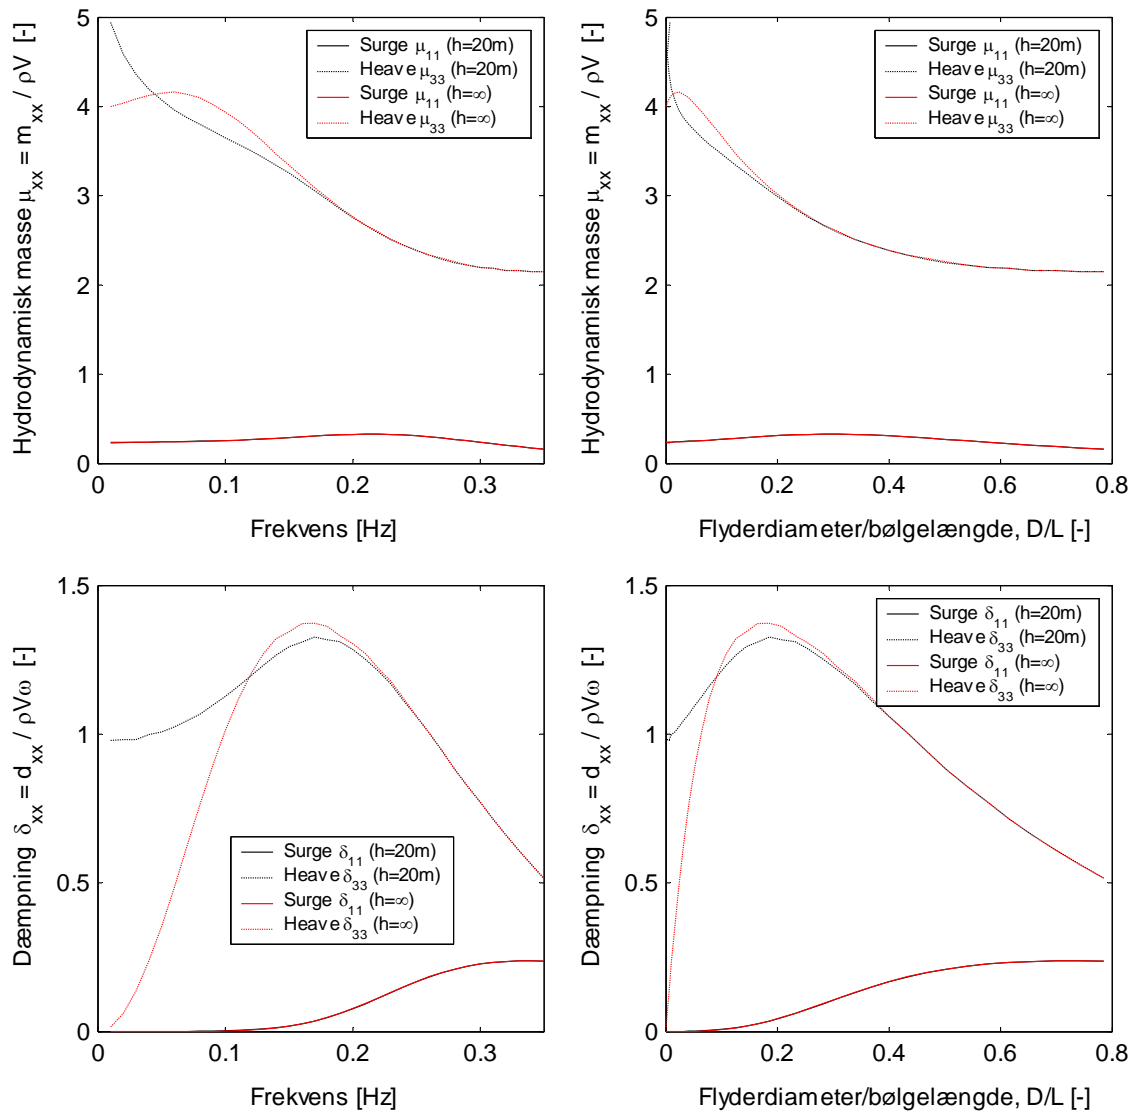 Hydrodynamisk masse μxx = mxx / ρV [-]
5
4
3
2
1
0
Surge μ11 (h=20m)
Heave μ33 (h=20m)
Surge μ11 (h=∞)
Heave μ33 (h=∞)
0 0.1 0.2 0.3
Frekvens [Hz]
Hydrodynamisk masse μxx = mxx / ρV [-]
5
4
3
2
1
0
Surge μ11 (h=20m)
Heave μ33 (h=20m)
Surge μ11 (h=∞)
Heave μ33 (h=∞)
0 0.2 0.4 0.6 0.8
Flyderdiameter/bølgelængde, D/L [-]
Dæmpning δxx = dxx / ρVω [-]
1.5
1
0.5
0
Surge δ11 (h=20m)
Heave δ33 (h=20m)
Surge δ11 (h=∞)
Heave δ33 (h=∞)
0 0.1 0.2 0.3
Frekvens [Hz]
Dæmpning δxx = dxx / ρVω [-]
1.5
1
0.5
0
Surge δ11 (h=20m)
Heave δ33 (h=20m)
Surge δ11 (h=∞)
Heave δ33 (h=∞)
0 0.2 0.4 0.6 0.8
Flyderdiameter/bølgelængde, D/L [-]